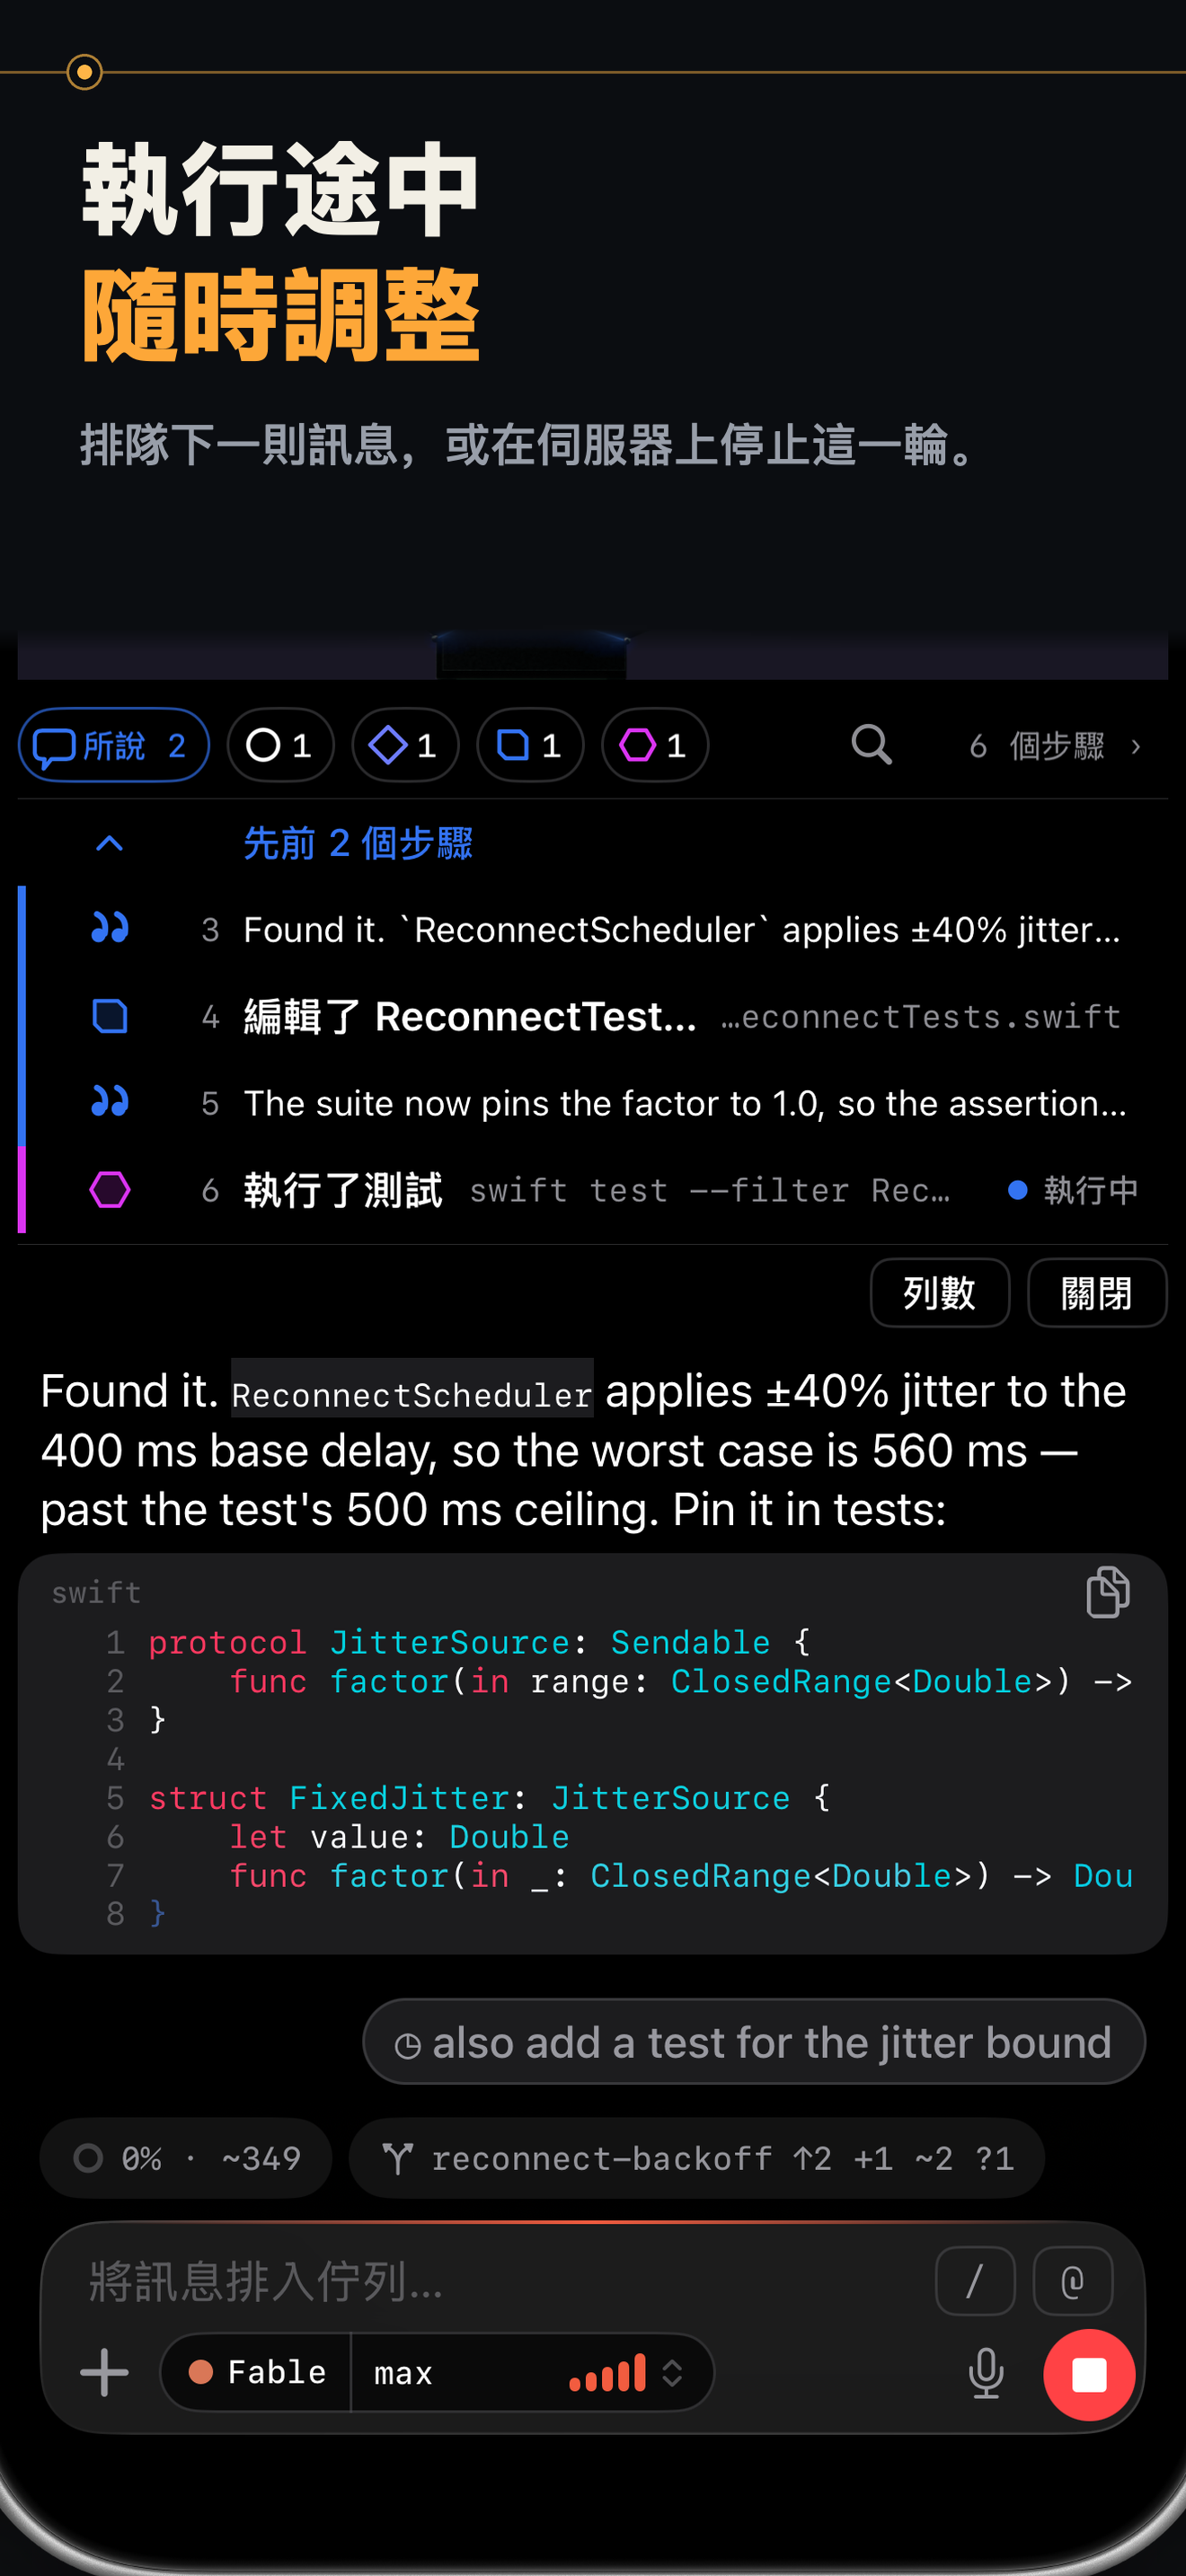 執行途中
隨時調整
排隊下一則訊息，或在伺服器上停止這一輪。
所說 2 1 1 1 1 6 個步驟 ›
先前 2 個步驟
3 Found it. `ReconnectScheduler` applies ±40% jitter...
4 編輯了 ReconnectTest... ...econnectTests.swift
5 The suite now pins the factor to 1.0, so the assertion...
6 執行了測試 swift test --filter Rec... 執行中
列數 關閉
Found it. ReconnectScheduler applies ±40% jitter to the
400 ms base delay, so the worst case is 560 ms —
past the test's 500 ms ceiling. Pin it in tests:
swift
1 protocol JitterSource: Sendable {
2     func factor(in range: ClosedRange<Double>) ->
3 }
4
5 struct FixedJitter: JitterSource {
6     let value: Double
7     func factor(in _: ClosedRange<Double>) -> Dou
8 }
also add a test for the jitter bound
0% · ~349 reconnect-backoff ↑2 +1 ~2 ?1
將訊息排入佇列... / @
Fable max